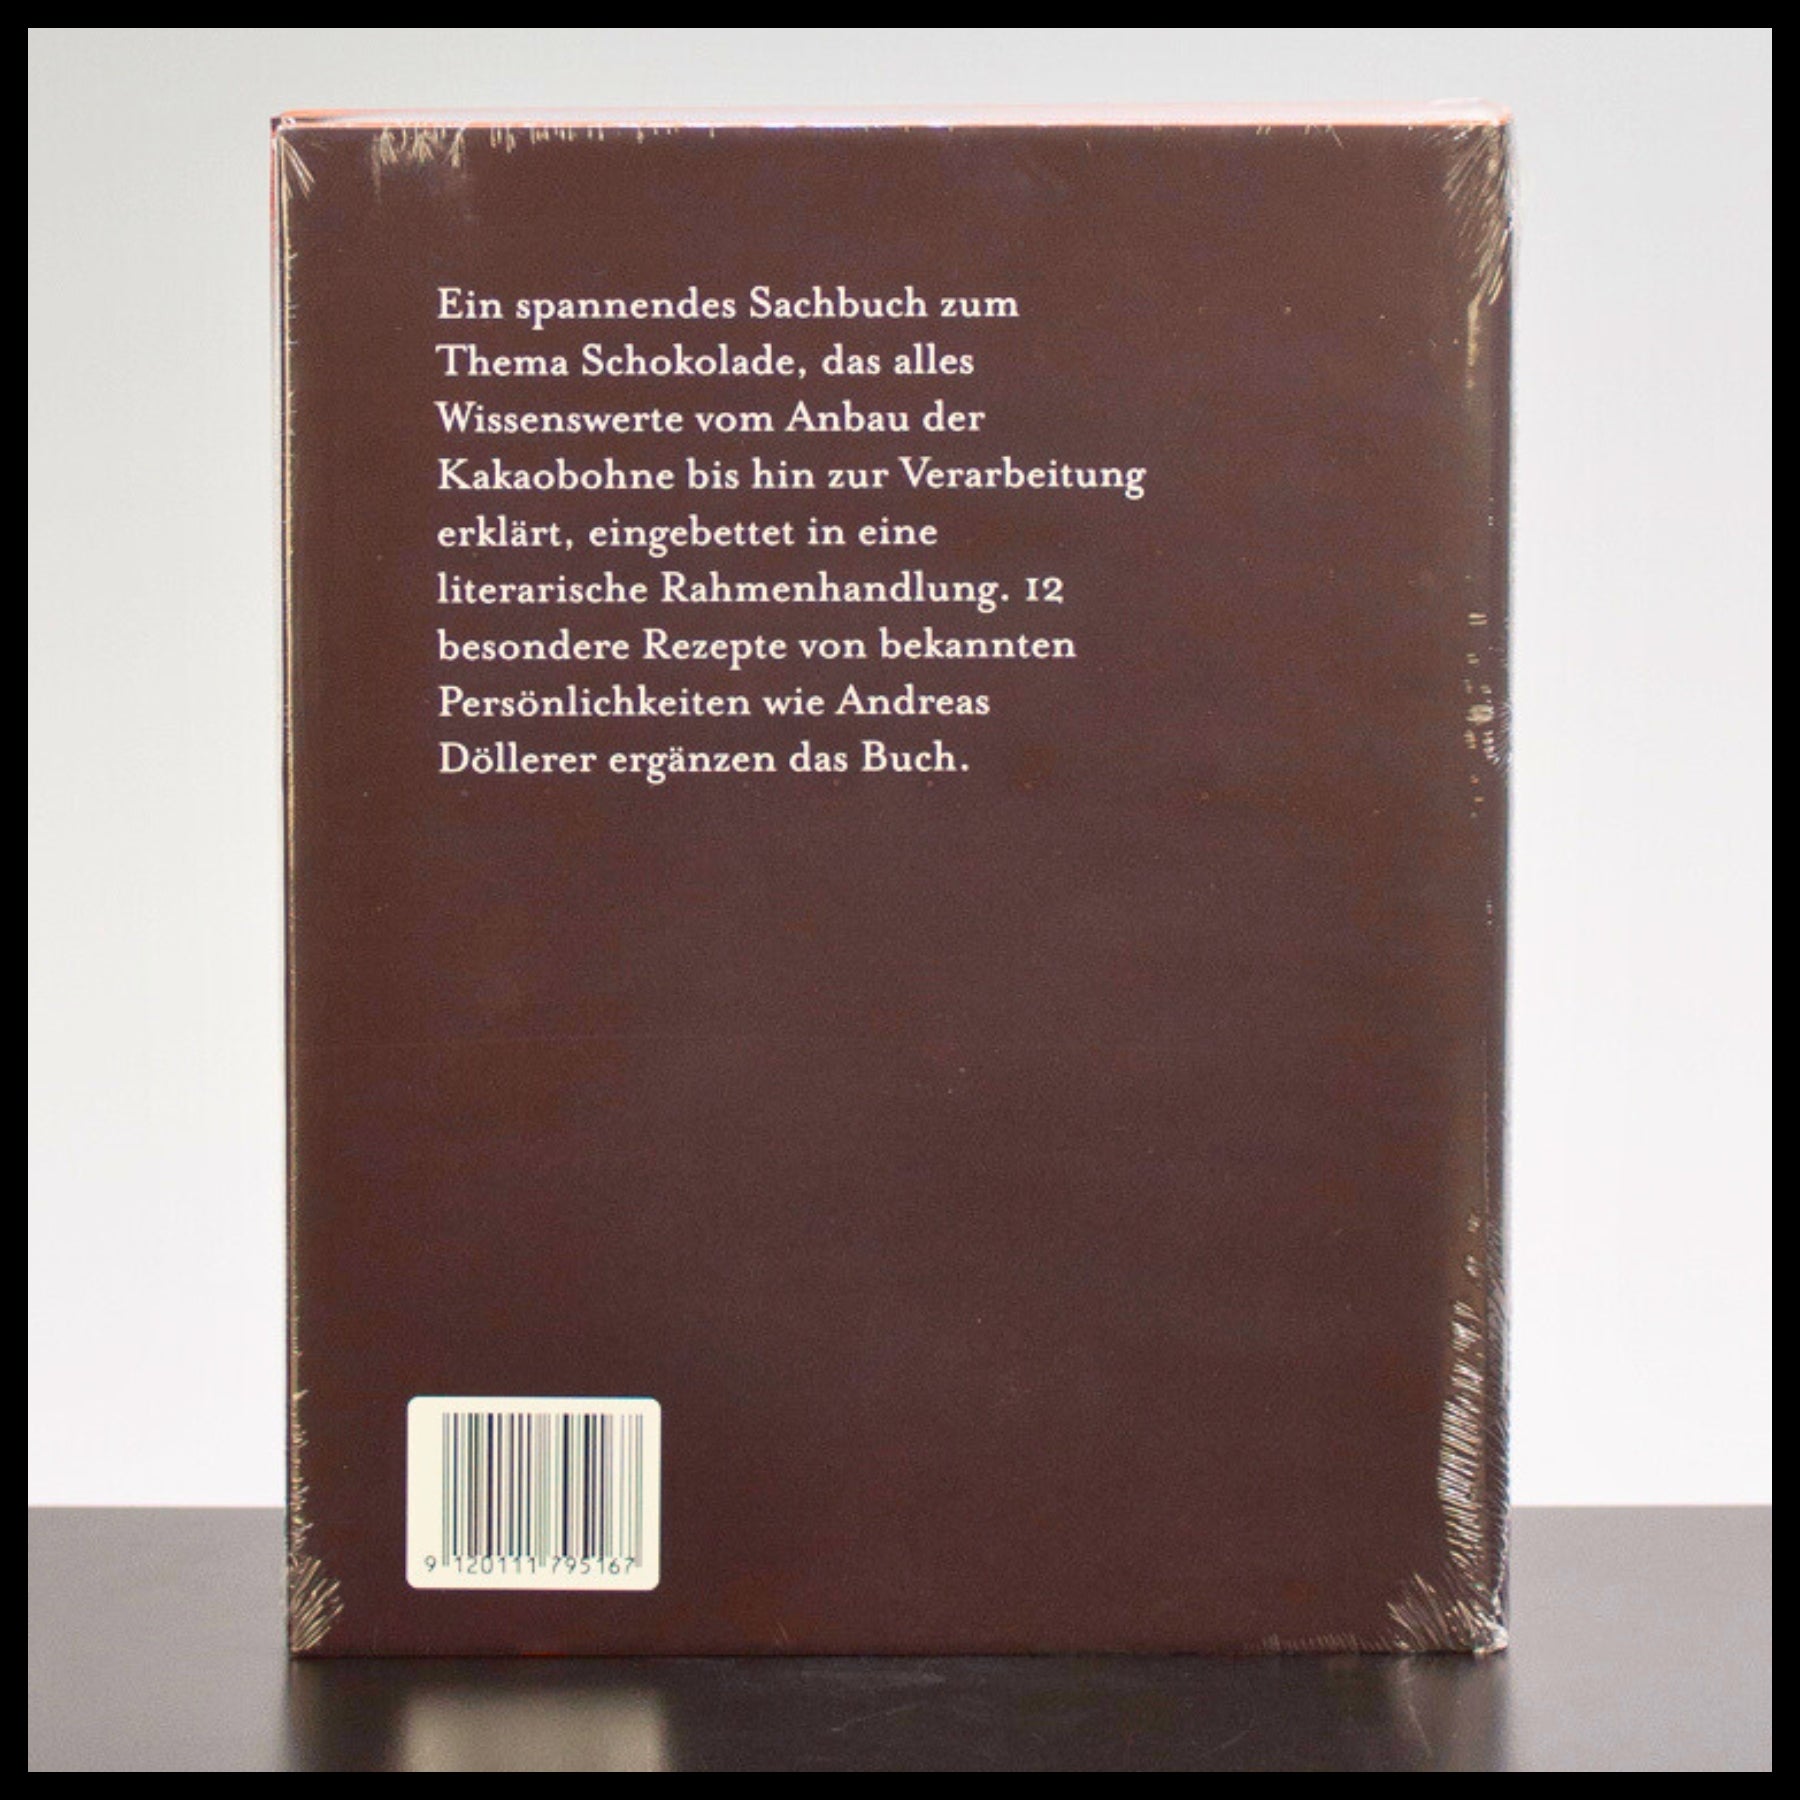 Ein spannendes Sachbuch zum
Thema Schokolade, das alles
Wissenswerte vom Anbau der
Kakaobohne bis hin zur Verarbeitung
erklärt, eingebettet in eine
literarische Rahmenhandlung. 12
besondere Rezepte von bekannten
Persönlichkeiten wie Andreas
Döllerer ergänzen das Buch.
9 120111 795167